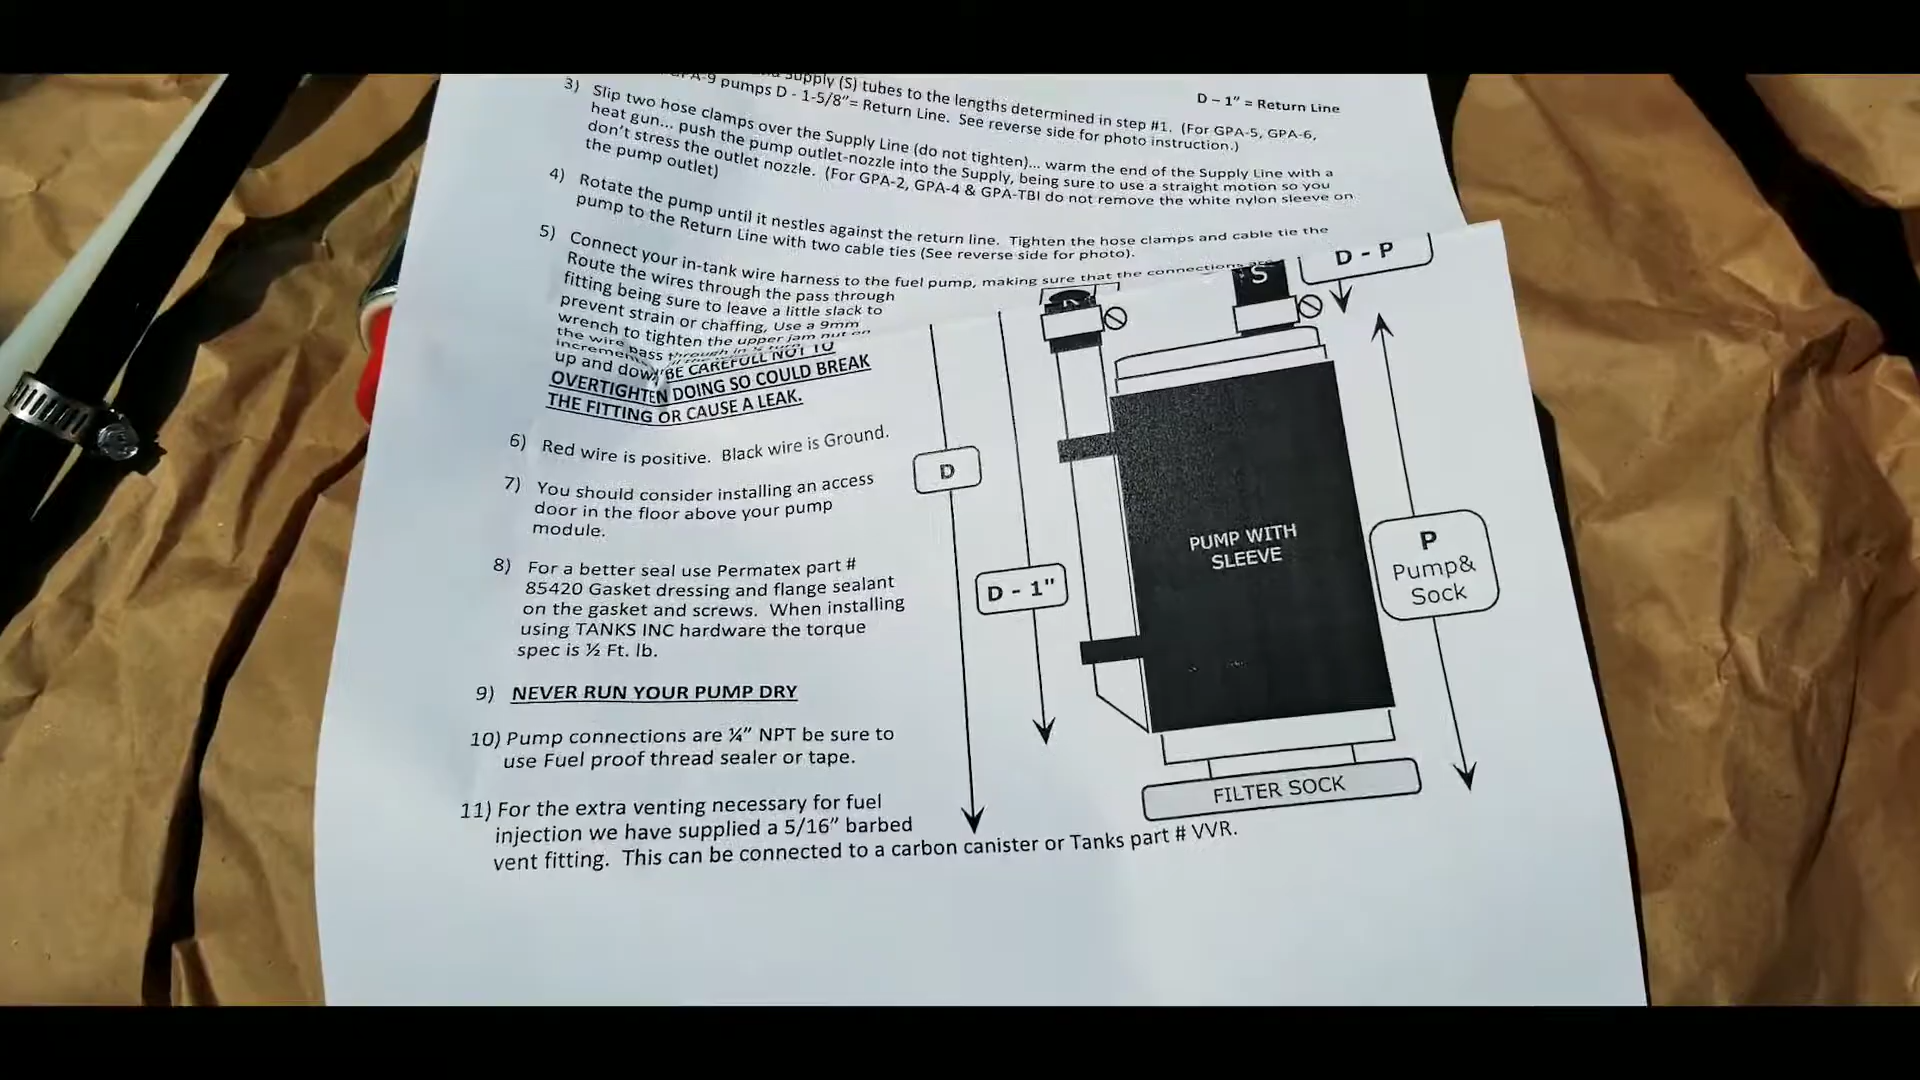 Supply (S) tubes to the lengths determined in step #1. (For GPA-5, GPA-6,
GPA-9 pumps D - 1-5/8”= Return Line. See reverse side for photo instruction.)
D – 1” = Return Line
3) Slip two hose clamps over the Supply Line (do not tighten)... warm the end of the Supply Line with a
heat gun... push the pump outlet-nozzle into the Supply, being sure to use a straight motion so you
don’t stress the outlet nozzle. (For GPA-2, GPA-4 & GPA-TBI do not remove the white nylon sleeve on
the pump outlet)
4) Rotate the pump until it nestles against the return line. Tighten the hose clamps and cable tie the
pump to the Return Line with two cable ties (See reverse side for photo).
5) Connect your in-tank wire harness to the fuel pump, making sure that the connections are
Route the wires through the pass through
fitting being sure to leave a little slack to
prevent strain or chaffing, Use a 9mm
wrench to tighten the upper jam nut on
the wire pass through in ¼ turn
up and down BE CAREFULL NOT TO
OVERTIGHTEN DOING SO COULD BREAK
THE FITTING OR CAUSE A LEAK.
6) Red wire is positive. Black wire is Ground.
7) You should consider installing an access
door in the floor above your pump
module.
8) For a better seal use Permatex part #
85420 Gasket dressing and flange sealant
on the gasket and screws. When installing
using TANKS INC hardware the torque
spec is ½ Ft. lb.
9) NEVER RUN YOUR PUMP DRY
10) Pump connections are ¼” NPT be sure to
use Fuel proof thread sealer or tape.
11) For the extra venting necessary for fuel
injection we have supplied a 5/16” barbed
vent fitting. This can be connected to a carbon canister or Tanks part # VVR.
S
D - P
D
D - 1"
PUMP WITH
SLEEVE
P
Pump&
Sock
FILTER SOCK